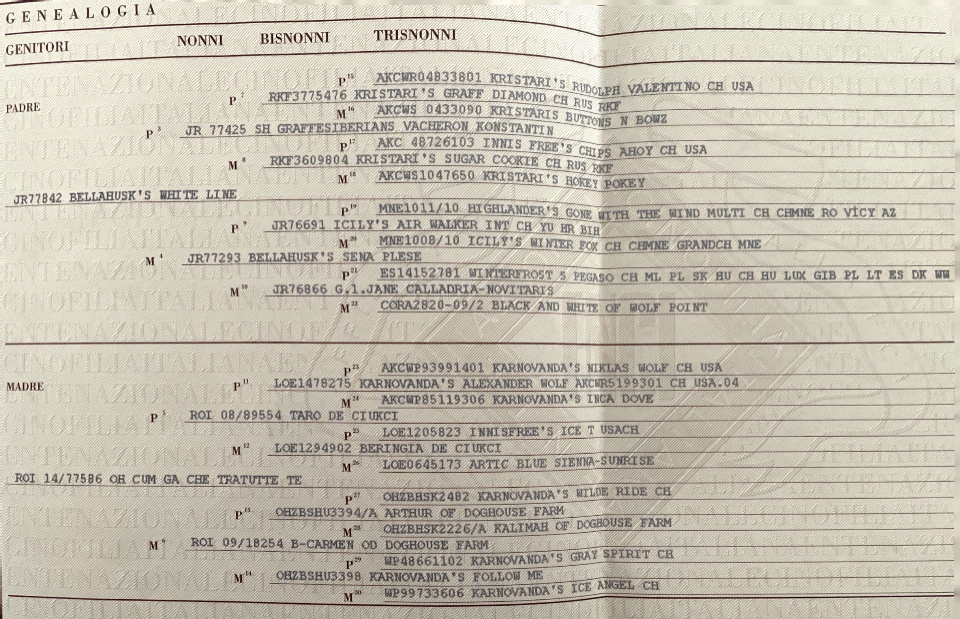 GENEALOGIA
GENITORI NONNI BISNONNI TRISNONNI
P15 AKCWR04833801 KRISTARI'S RUDOLPH VALENTINO CH USA
PADRE P7 RKF3775476 KRISTARI'S GRAFF DIAMOND CH RUS RKF
M16 AKCWS 0433090 KRISTARIS BUTTONS N BOWZ
P3 JR 77425 SH GRAFFESIBERIANS VACHERON KONSTANTIN
P17 AKC 48726103 INNIS FREE'S CHIPS AHOY CH USA
M8 RKF3609804 KRISTARI'S SUGAR COOKIE CH RUS RKF
M18 AKCWS1047650 KRISTARI'S HOKEY POKEY
JR77842 BELLAHUSK'S WHITE LINE
P19 MNE1011/10 HIGHLANDER'S GONE WITH THE WIND MULTI CH CHMNE RO VICY AZ
P9 JR76691 ICILY'S AIR WALKER INT CH YU HR BIH
M20 MNE1008/10 ICILY'S WINTER FOX CH CHMNE GRANDCH MNE
M4 JR77293 BELLAHUSK'S SENA PLESE
P21 ES14152781 WINTERFROST S PEGASO CH ML PL SK HU CH HU LUX GIB PL LT ES DK WW
M10 JR76866 G.I.JANE CALLADRIA-NOVITARIS
M22 CORA2820-09/2 BLACK AND WHITE OF WOLF POINT
P23 AKCWP93991401 KARNOVANDA'S NIKLAS WOLF CH USA
MADRE P11 LOE1478275 KARNOVANDA'S ALEXANDER WOLF AKCWR5199301 CH USA.04
M24 AKCWP85119306 KARNOVANDA'S INCA DOVE
P5 ROI 08/89554 TARO DE CIUKCI
P25 LOE1205823 INNISFREE'S ICE T USACH
M12 LOE1294902 BERINGIA DE CIUKCI
M26 LOE0645173 ARTIC BLUE SIENNA-SUNRISE
ROI 14/77586 OH CUM GA CHE TRATUTTE TE
P27 OHZBHSK2482 KARNOVANDA'S WILDE RIDE CH
P13 OHZBSHU3394/A ARTHUR OF DOGHOUSE FARM
M28 OHZBHSK2226/A KALIMAH OF DOGHOUSE FARM
M6 ROI 09/18254 B-CARMEN OD DOGHOUSE FARM
P29 WP48661102 KARNOVANDA'S GRAY SPIRIT CH
M14 OHZBSHU3398 KARNOVANDA'S FOLLOW ME
M30 WP99733606 KARNOVANDA'S ICE ANGEL CH